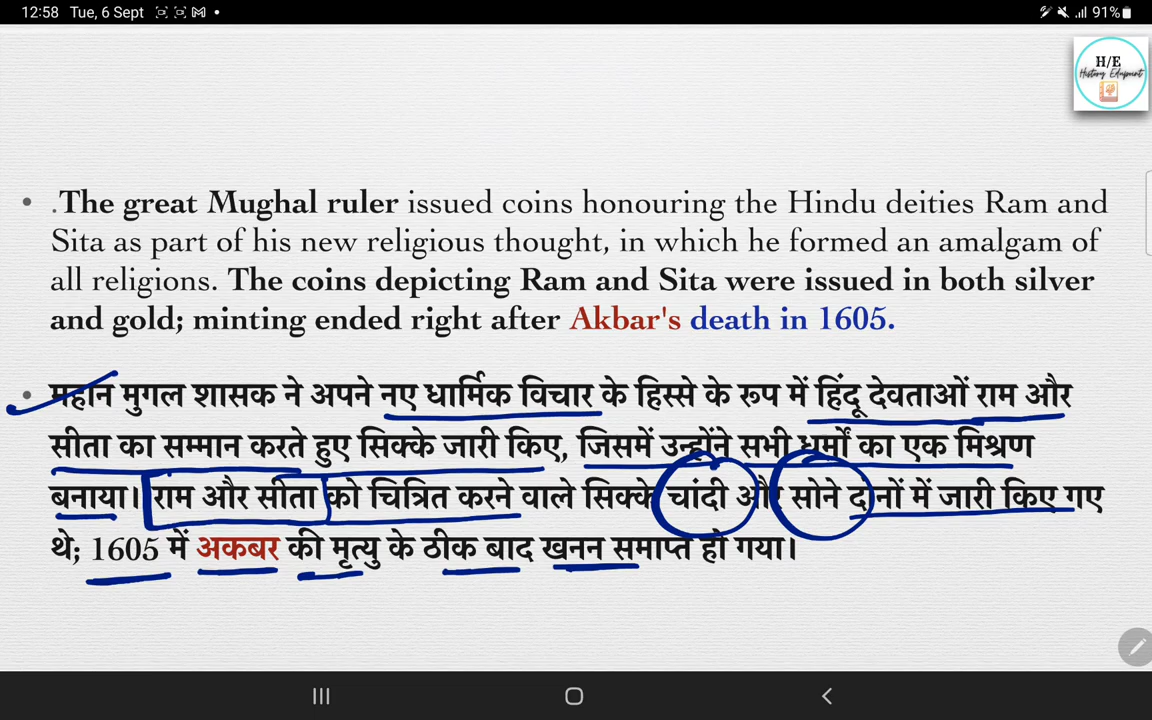 12:58 Tue, 6 Sept
91%
H/E
History Edupoint
• .The great Mughal ruler issued coins honouring the Hindu deities Ram and
Sita as part of his new religious thought, in which he formed an amalgam of
all religions. The coins depicting Ram and Sita were issued in both silver
and gold; minting ended right after Akbar's death in 1605.
• महान मुगल शासक ने अपने नए धार्मिक विचार के हिस्से के रूप में हिंदू देवताओं राम और
सीता का सम्मान करते हुए सिक्के जारी किए, जिसमें उन्होंने सभी धर्मों का एक मिश्रण
बनाया। राम और सीता को चित्रित करने वाले सिक्के चांदी और सोने दोनों में जारी किए गए
थे; 1605 में अकबर की मृत्यु के ठीक बाद खनन समाप्त हो गया।